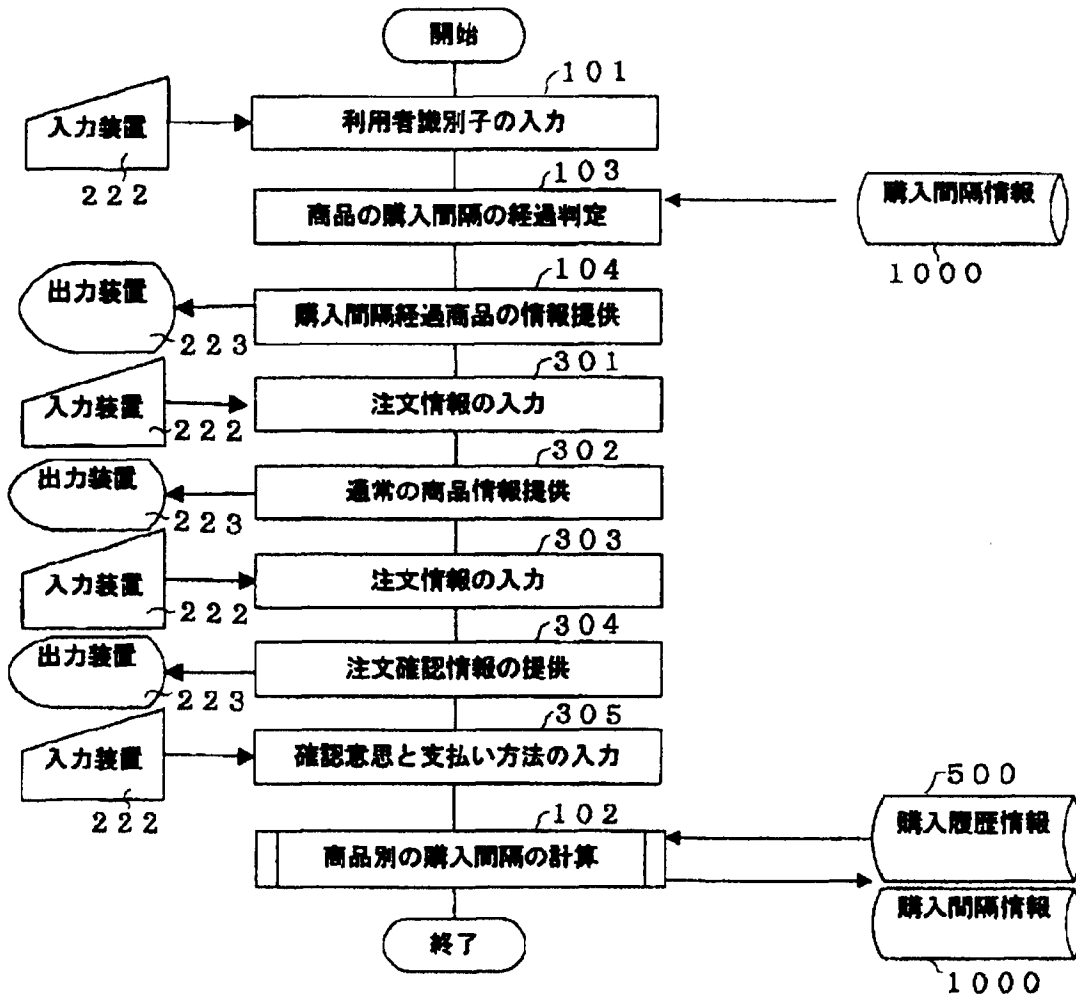 開始
101
入力装置
利用者識別子の入力
222
103
商品の購入間隔の経過判定
購入間隔情報
1000
104
出力装置
購入間隔経過商品の情報提供
223
301
入力装置
注文情報の入力
222
302
出力装置
通常の商品情報提供
223
303
入力装置
注文情報の入力
222
304
出力装置
注文確認情報の提供
223
305
入力装置
確認意思と支払い方法の入力
222
500
102
購入履歴情報
商品別の購入間隔の計算
購入間隔情報
終了
1000